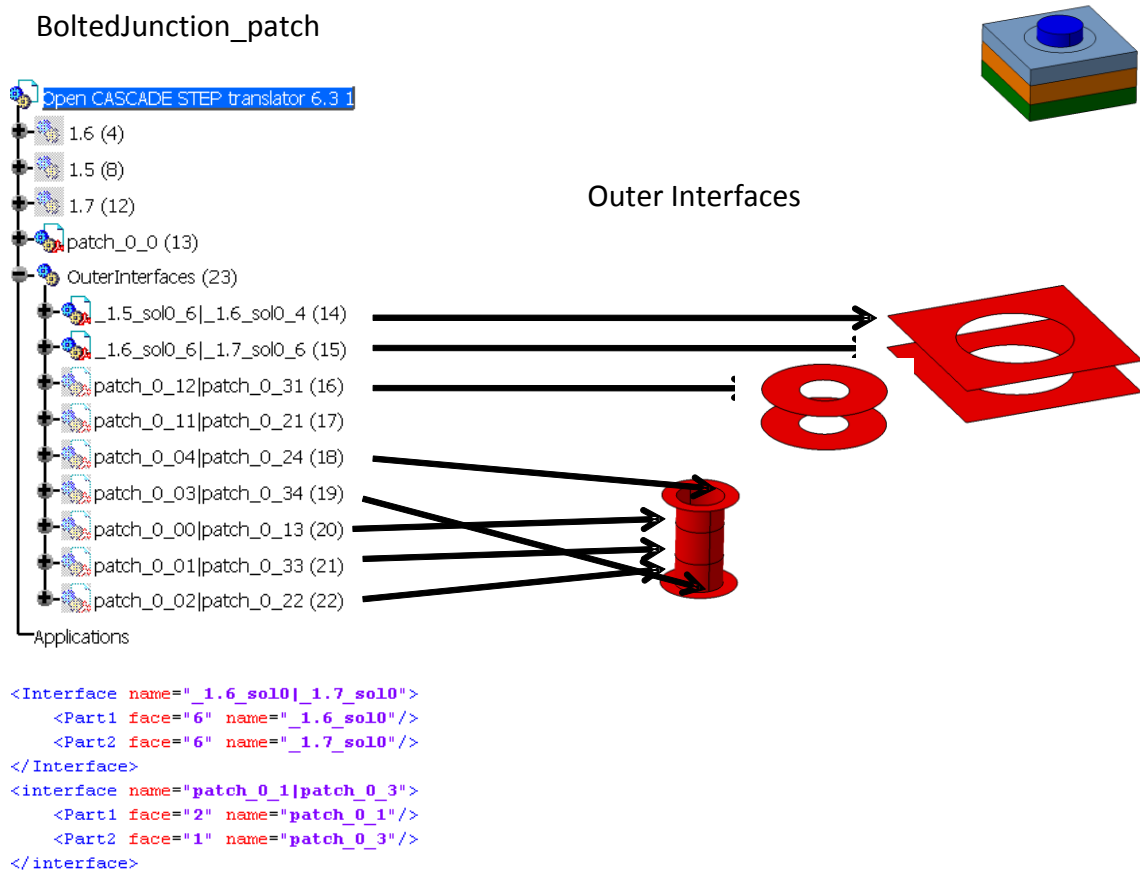 BoltedJunction_patch
Open CASCADE STEP translator 6.3 1
1.6 (4)
1.5 (8)
1.7 (12)
patch_0_0 (13)
OuterInterfaces (23)
_1.5_sol0_6|_1.6_sol0_4 (14)
_1.6_sol0_6|_1.7_sol0_6 (15)
patch_0_12|patch_0_31 (16)
patch_0_11|patch_0_21 (17)
patch_0_04|patch_0_24 (18)
patch_0_03|patch_0_34 (19)
patch_0_00|patch_0_13 (20)
patch_0_01|patch_0_33 (21)
patch_0_02|patch_0_22 (22)
Applications
Outer Interfaces
<Interface name="_1.6_sol0|_1.7_sol0">
<Part1 face="6" name="_1.6_sol0"/>
<Part2 face="6" name="_1.7_sol0"/>
</Interface>
<interface name="patch_0_1|patch_0_3">
<Part1 face="2" name="patch_0_1"/>
<Part2 face="1" name="patch_0_3"/>
</interface>